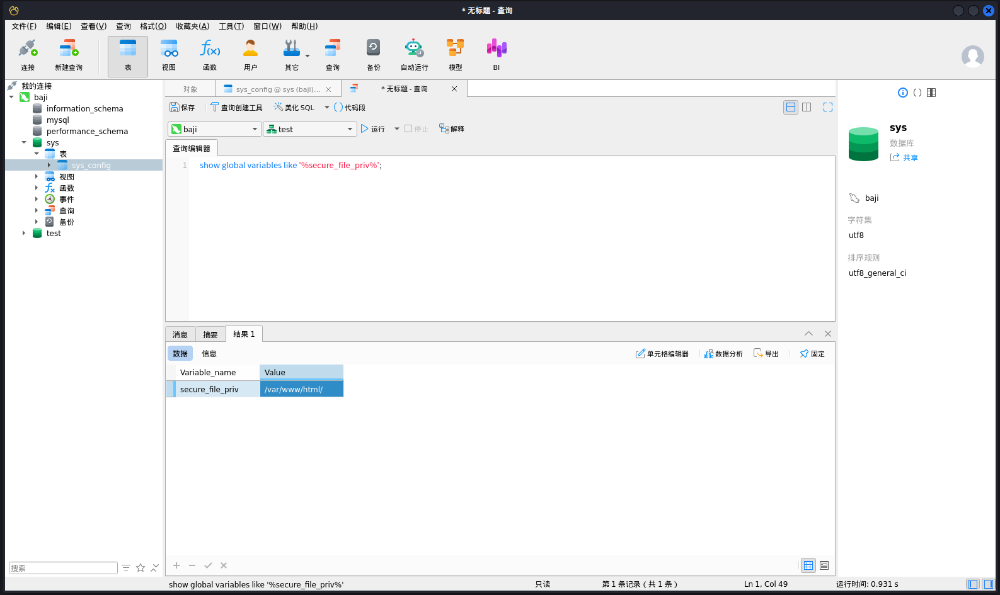 * 无标题 - 查询
文件(F) 编辑(E) 查看(V) 查询 格式(O) 收藏夹(A) 工具(T) 窗口(W) 帮助(H)
连接 新建查询 表 视图 函数 用户 其它 查询 备份 自动运行 模型 BI
我的连接
baji
information_schema
mysql
performance_schema
sys
表
sys_config
视图
函数
事件
查询
备份
test
搜索
对象 sys_config @ sys (baji)... * 无标题 - 查询
保存 查询创建工具 美化 SQL () 代码段
baji test 运行 停止 解释
查询编辑器
1 show global variables like '%secure_file_priv%';
消息 摘要 结果 1
数据 信息 单元格编辑器 数据分析 导出 固定
Variable_name Value
secure_file_priv /var/www/html/
sys
数据库
共享
baji
字符集
utf8
排序规则
utf8_general_ci
show global variables like '%secure_file_priv%' 只读 第 1 条记录 ( 共 1 条 ) Ln 1, Col 49 运行时间: 0.931 s